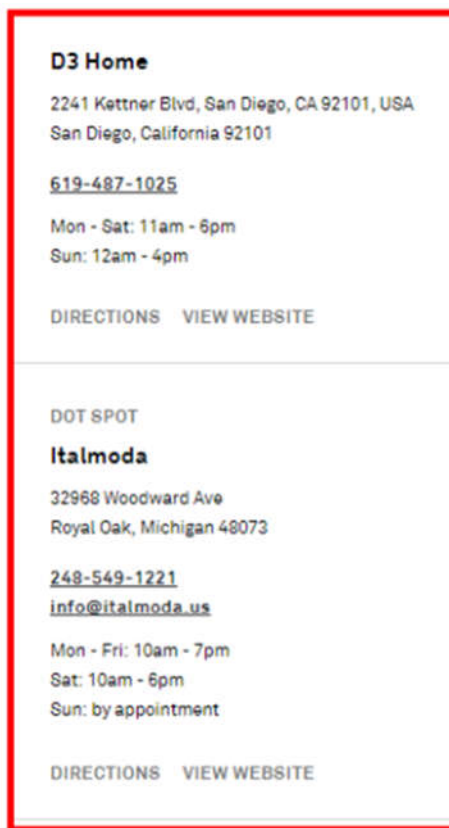 D3 Home
2241 Kettner Blvd, San Diego, CA 92101, USA
San Diego, California 92101
619-487-1025
Mon - Sat: 11am - 6pm
Sun: 12am - 4pm
DIRECTIONS VIEW WEBSITE
DOT SPOT
Italmoda
32968 Woodward Ave
Royal Oak, Michigan 48073
248-549-1221
info@italmoda.us
Mon - Fri: 10am - 7pm
Sat: 10am - 6pm
Sun: by appointment
DIRECTIONS VIEW WEBSITE